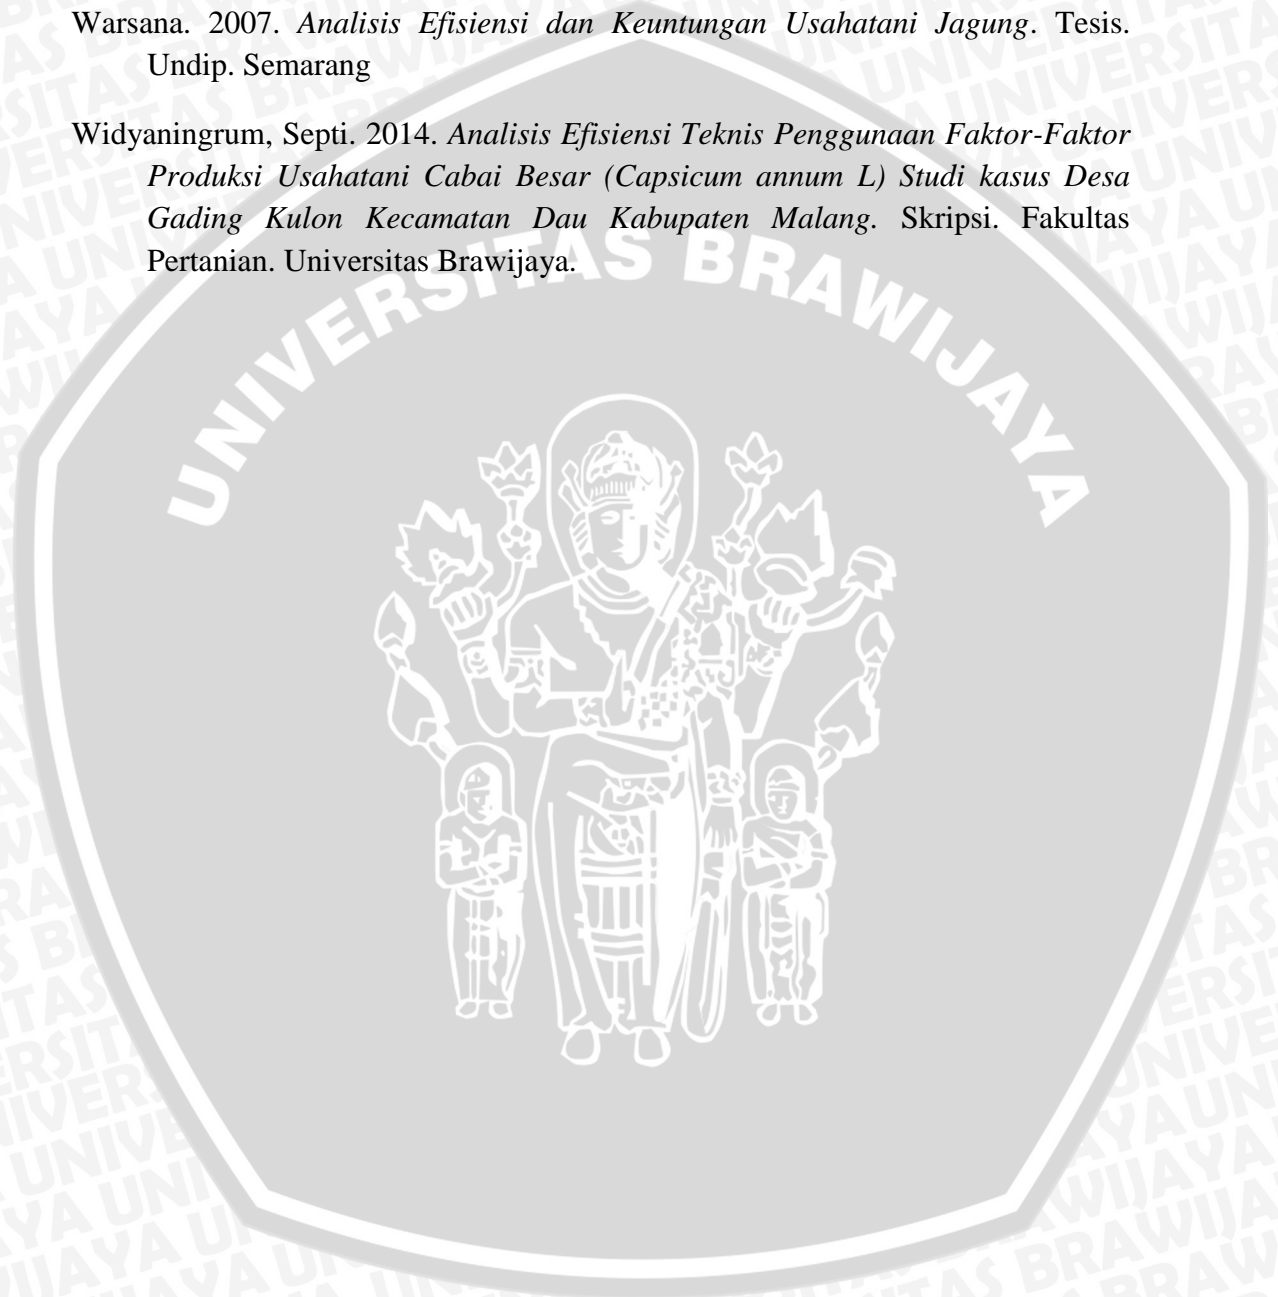 Warsana. 2007. Analisis Efisiensi dan Keuntungan Usahatani Jagung. Tesis.
Undip. Semarang
Widyaningrum, Septi. 2014. Analisis Efisiensi Teknis Penggunaan Faktor-Faktor
Produksi Usahatani Cabai Besar (Capsicum annum L) Studi kasus Desa
Gading Kulon Kecamatan Dau Kabupaten Malang. Skripsi. Fakultas
Pertanian. Universitas Brawijaya.
UNIVERSITAS BRAWIJAYA